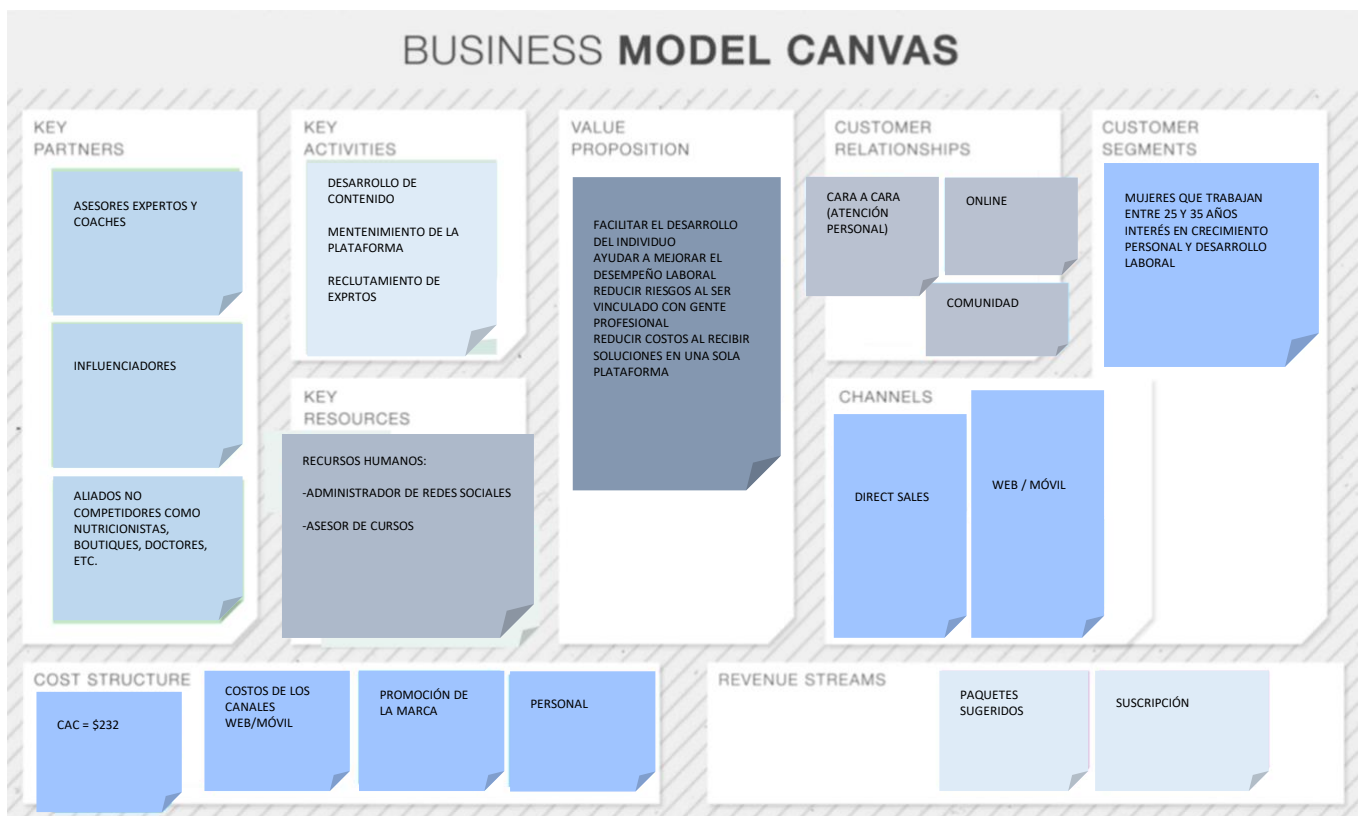 BUSINESS MODEL CANVAS
KEY
PARTNERS
ASESORES EXPERTOS Y
COACHES
INFLUENCIADORES
ALIADOS NO
COMPETIDORES COMO
NUTRICIONISTAS,
BOUTIQUES, DOCTORES,
ETC.
KEY
ACTIVITIES
DESARROLLO DE
CONTENIDO
MENTENIMIENTO DE LA
PLATAFORMA
RECLUTAMIENTO DE
EXPRTOS
KEY
RESOURCES
RECURSOS HUMANOS:
-ADMINISTRADOR DE REDES SOCIALES
-ASESOR DE CURSOS
VALUE
PROPOSITION
FACILITAR EL DESARROLLO
DEL INDIVIDUO
AYUDAR A MEJORAR EL
DESEMPEÑO LABORAL
REDUCIR RIESGOS AL SER
VINCULADO CON GENTE
PROFESIONAL
REDUCIR COSTOS AL RECIBIR
SOLUCIONES EN UNA SOLA
PLATAFORMA
CUSTOMER
RELATIONSHIPS
CARA A CARA
(ATENCIÓN
PERSONAL)
ONLINE
COMUNIDAD
CHANNELS
DIRECT SALES
WEB / MÓVIL
CUSTOMER
SEGMENTS
MUJERES QUE TRABAJAN
ENTRE 25 Y 35 AÑOS
INTERÉS EN CRECIMIENTO
PERSONAL Y DESARROLLO
LABORAL
COST STRUCTURE
CAC = $232
COSTOS DE LOS
CANALES
WEB/MÓVIL
PROMOCIÓN DE
LA MARCA
PERSONAL
REVENUE STREAMS
PAQUETES
SUGERIDOS
SUSCRIPCIÓN